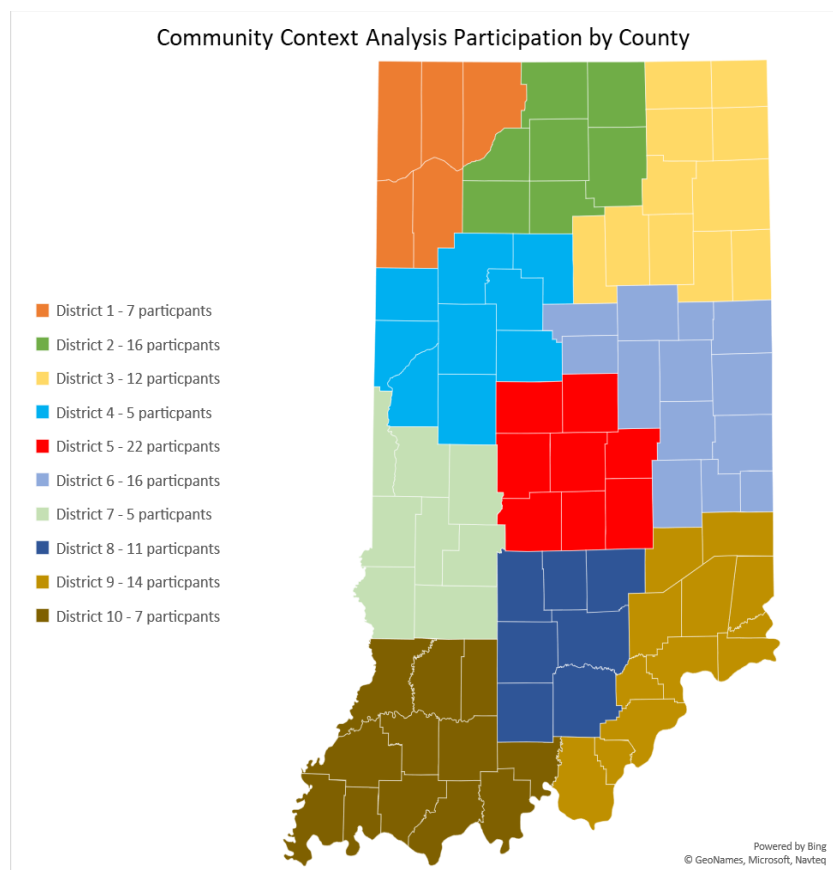 Community Context Analysis Participation by County
District 1 - 7 particpants
District 2 - 16 particpants
District 3 - 12 particpants
District 4 - 5 particpants
District 5 - 22 particpants
District 6 - 16 particpants
District 7 - 5 particpants
District 8 - 11 particpants
District 9 - 14 particpants
District 10 - 7 particpants
Powered by Bing
© GeoNames, Microsoft, Navteq